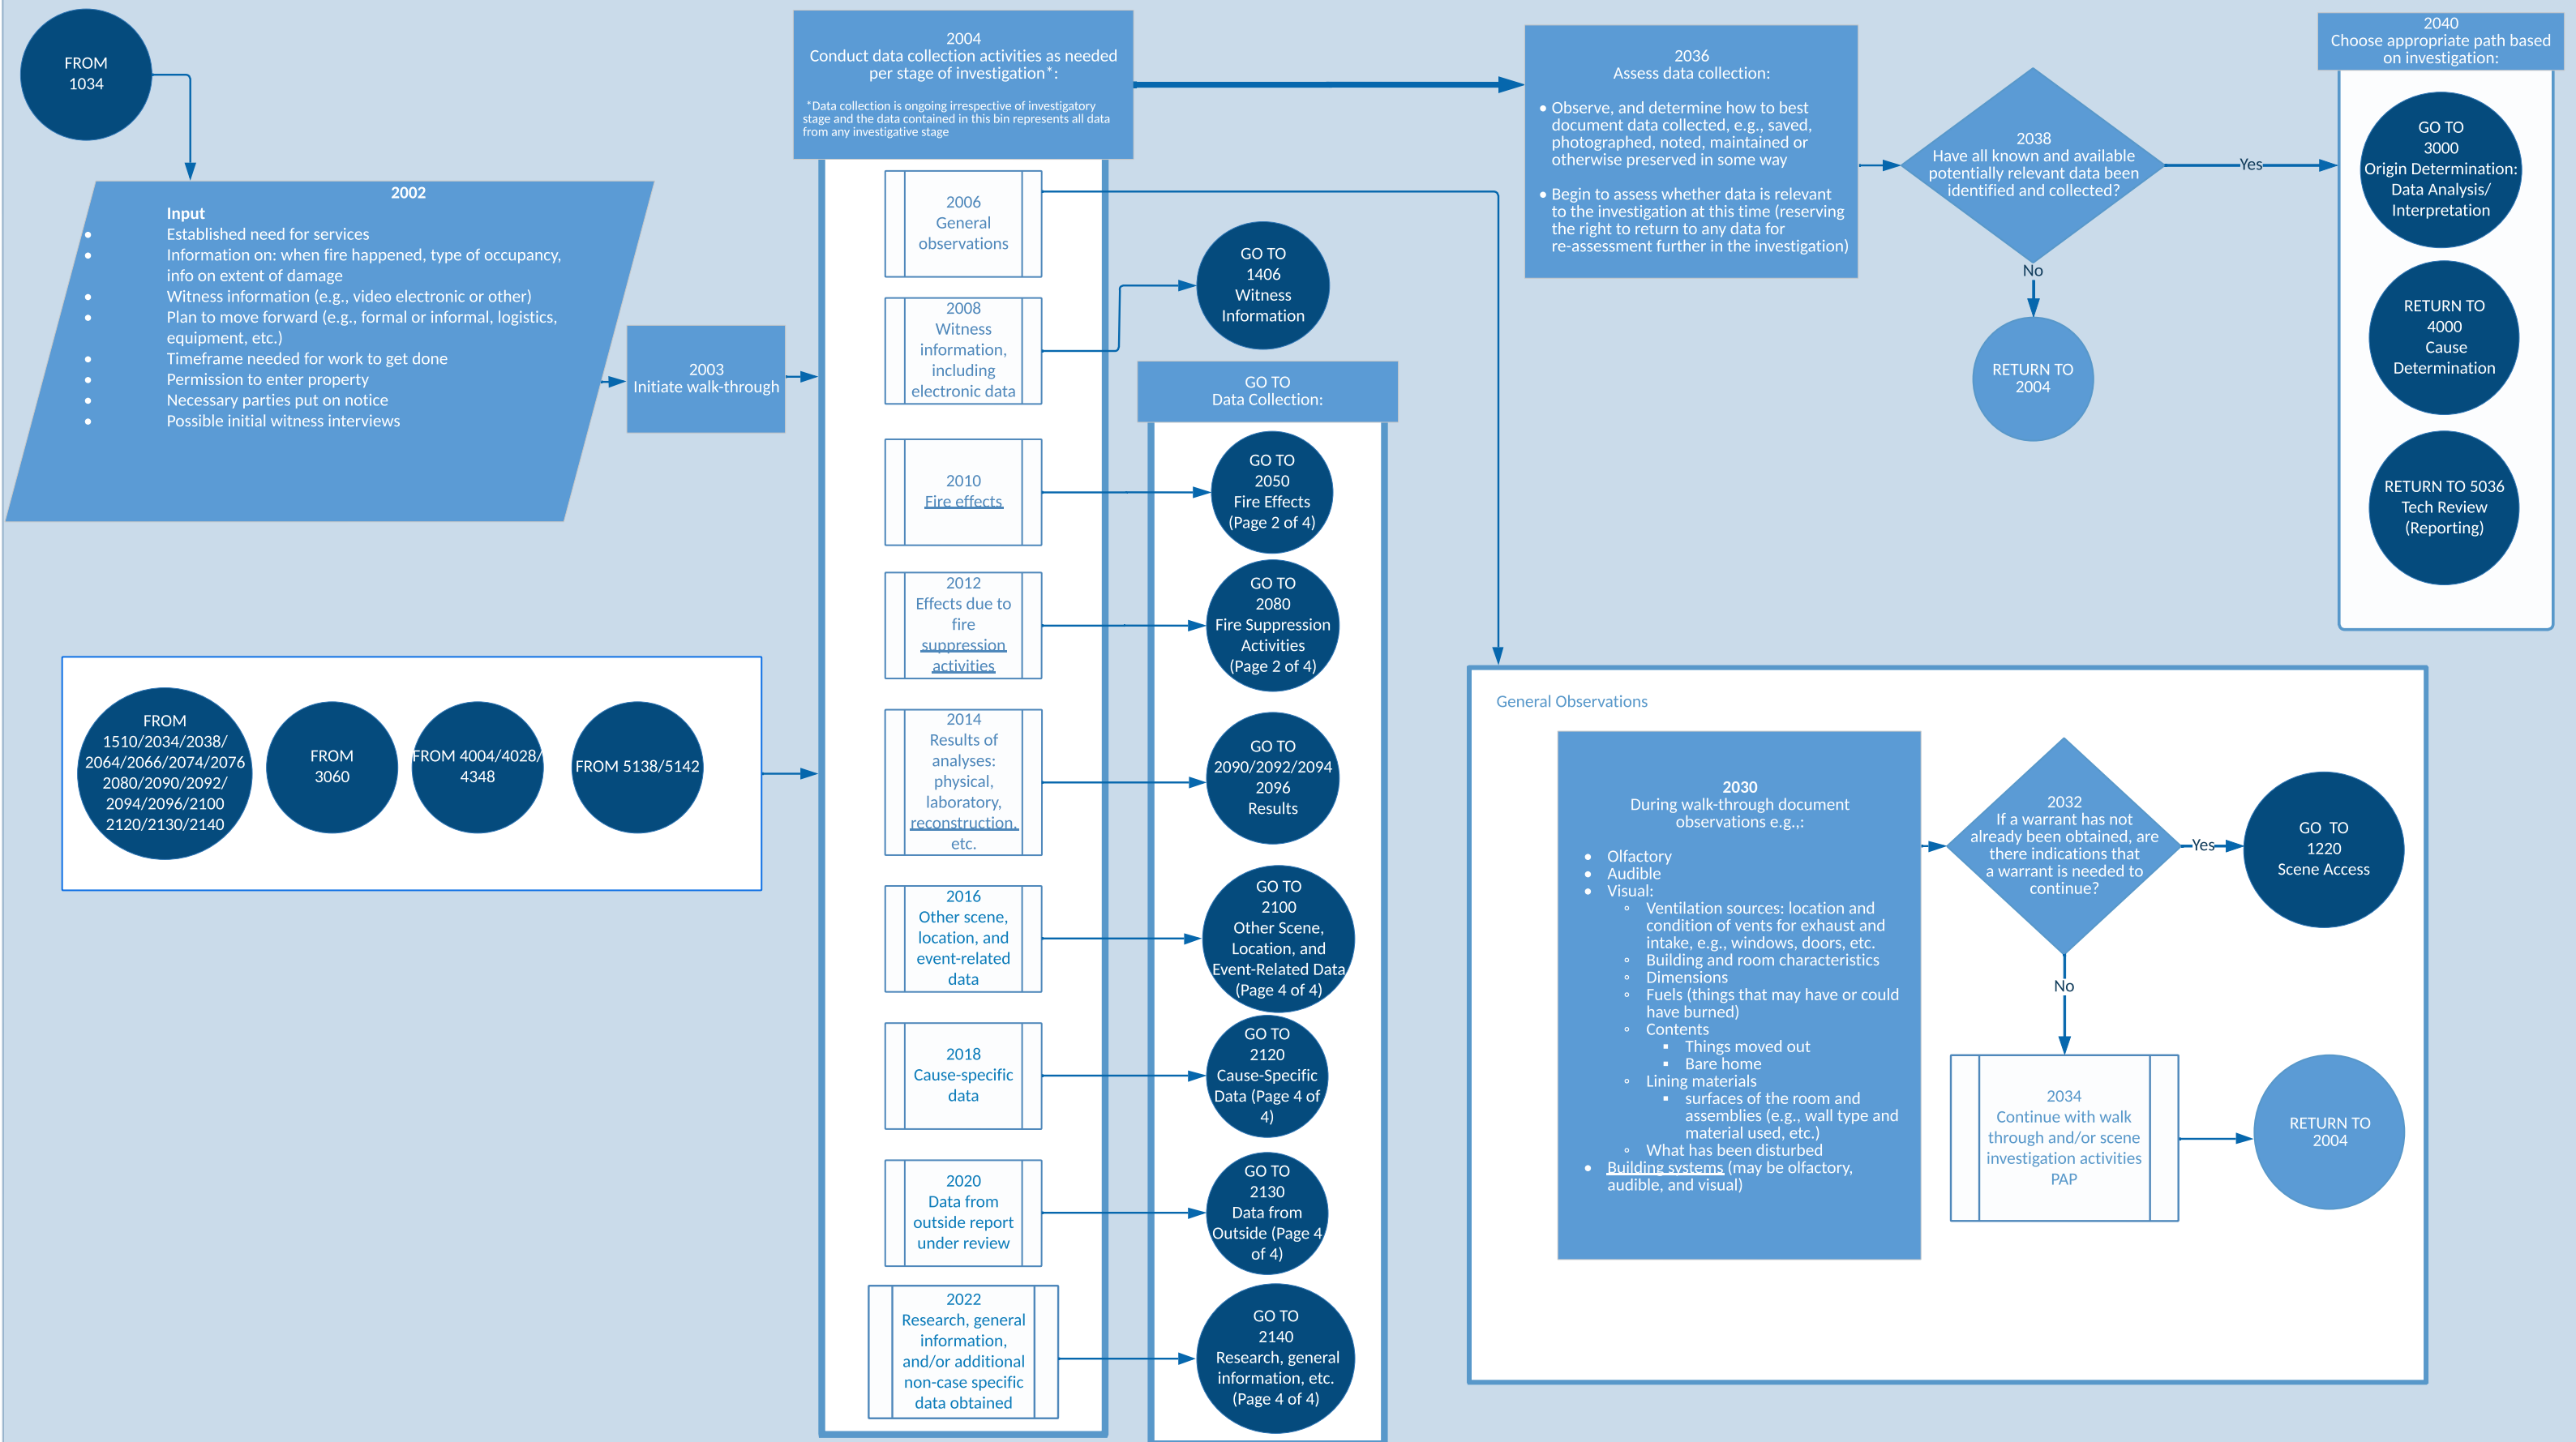 FROM
1034
2002
Input
• Established need for services
• Information on: when fire happened, type of occupancy,
info on extent of damage
• Witness information (e.g., video electronic or other)
• Plan to move forward (e.g., formal or informal, logistics,
equipment, etc.)
• Timeframe needed for work to get done
• Permission to enter property
• Necessary parties put on notice
• Possible initial witness interviews
2003
Initiate walk-through
FROM
1510/2034/2038/
2064/2066/2074/2076
2080/2090/2092/
2094/2096/2100
2120/2130/2140
FROM
3060
FROM 4004/4028/
4348
FROM 5138/5142
2004
Conduct data collection activities as needed
per stage of investigation*:
*Data collection is ongoing irrespective of investigatory
stage and the data contained in this bin represents all data
from any investigative stage
2006
General
observations
2008
Witness
information,
including
electronic data
2010
Fire effects
2012
Effects due to
fire
suppression
activities
2014
Results of
analyses:
physical,
laboratory,
reconstruction,
etc.
2016
Other scene,
location, and
event-related
data
2018
Cause-specific
data
2020
Data from
outside report
under review
2022
Research, general
information,
and/or additional
non-case specific
data obtained
GO TO
1406
Witness
Information
GO TO
Data Collection:
GO TO
2050
Fire Effects
(Page 2 of 4)
GO TO
2080
Fire Suppression
Activities
(Page 2 of 4)
GO TO
2090/2092/2094
2096
Results
GO TO
2100
Other Scene,
Location, and
Event-Related Data
(Page 4 of 4)
GO TO
2120
Cause-Specific
Data (Page 4 of
4)
GO TO
2130
Data from
Outside (Page 4
of 4)
GO TO
2140
Research, general
information, etc.
(Page 4 of 4)
2036
Assess data collection:
• Observe, and determine how to best
document data collected, e.g., saved,
photographed, noted, maintained or
otherwise preserved in some way
• Begin to assess whether data is relevant
to the investigation at this time (reserving
the right to return to any data for
re-assessment further in the investigation)
2038
Have all known and available
potentially relevant data been
identified and collected?
Yes
No
RETURN TO
2004
2040
Choose appropriate path based
on investigation:
GO TO
3000
Origin Determination:
Data Analysis/
Interpretation
RETURN TO
4000
Cause
Determination
RETURN TO 5036
Tech Review
(Reporting)
General Observations
2030
During walk-through document
observations e.g.,:
• Olfactory
• Audible
• Visual:
◦ Ventilation sources: location and
condition of vents for exhaust and
intake, e.g., windows, doors, etc.
◦ Building and room characteristics
◦ Dimensions
◦ Fuels (things that may have or could
have burned)
◦ Contents
▪ Things moved out
▪ Bare home
◦ Lining materials
▪ surfaces of the room and
assemblies (e.g., wall type and
material used, etc.)
◦ What has been disturbed
• Building systems (may be olfactory,
audible, and visual)
2032
If a warrant has not
already been obtained, are
there indications that
a warrant is needed to
continue?
Yes
GO TO
1220
Scene Access
No
2034
Continue with walk
through and/or scene
investigation activities
PAP
RETURN TO
2004